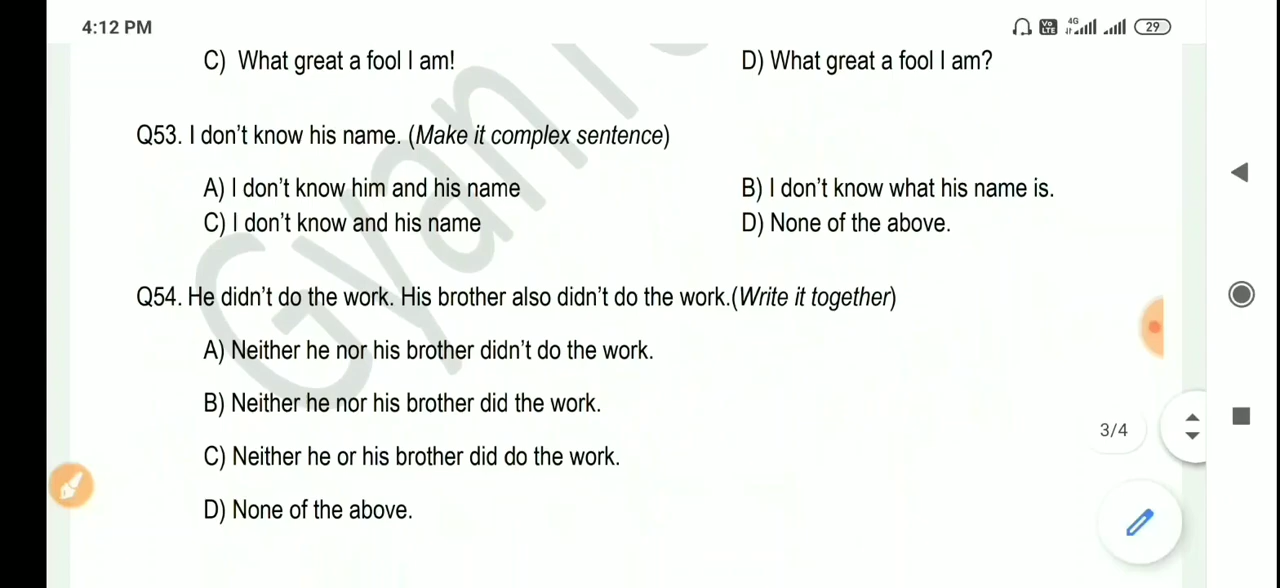 4:12 PM 4G Vo LTE 29
C) What great a fool I am! D) What great a fool I am?
Q53. I don't know his name. (Make it complex sentence)
A) I don't know him and his name B) I don't know what his name is.
C) I don't know and his name D) None of the above.
Q54. He didn't do the work. His brother also didn't do the work.(Write it together)
A) Neither he nor his brother didn't do the work.
B) Neither he nor his brother did the work.
3/4
C) Neither he or his brother did do the work.
D) None of the above.
Gyan